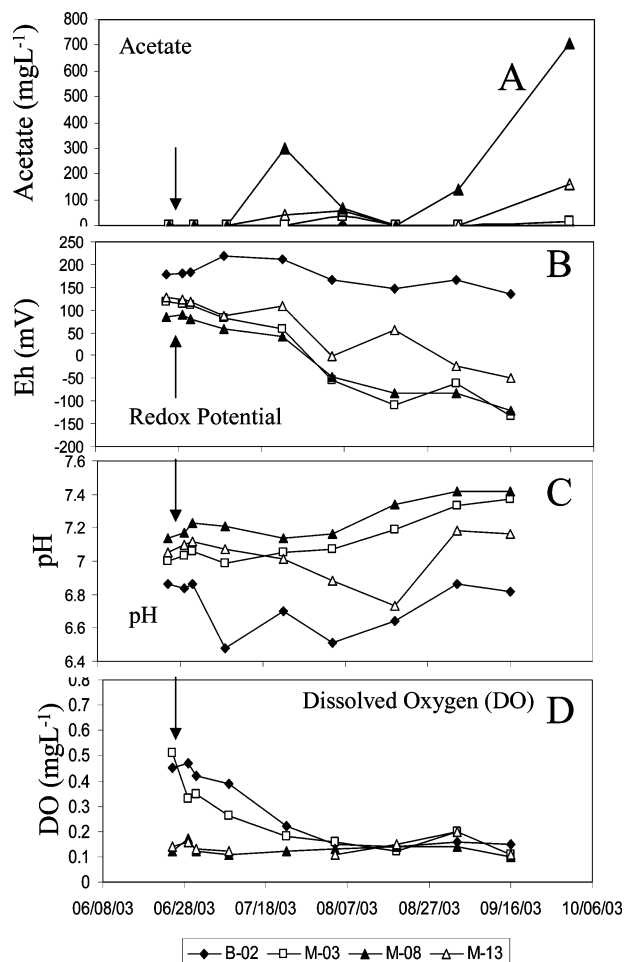 Acetate (mgL-1)
800
700
600
500
400
300
200
100
0
Acetate
A
Eh (mV)
250
200
150
100
50
0
-50
-100
-150
-200
B
Redox Potential
pH
7.6
7.4
7.2
7
6.8
6.6
6.4
C
pH
DO (mgL-1)
0.8
0.7
0.6
0.5
0.4
0.3
0.2
0.1
0
Dissolved Oxygen (DO)
D
06/08/03 06/28/03 07/18/03 08/07/03 08/27/03 09/16/03 10/06/03
B-02 M-03 M-08 M-13